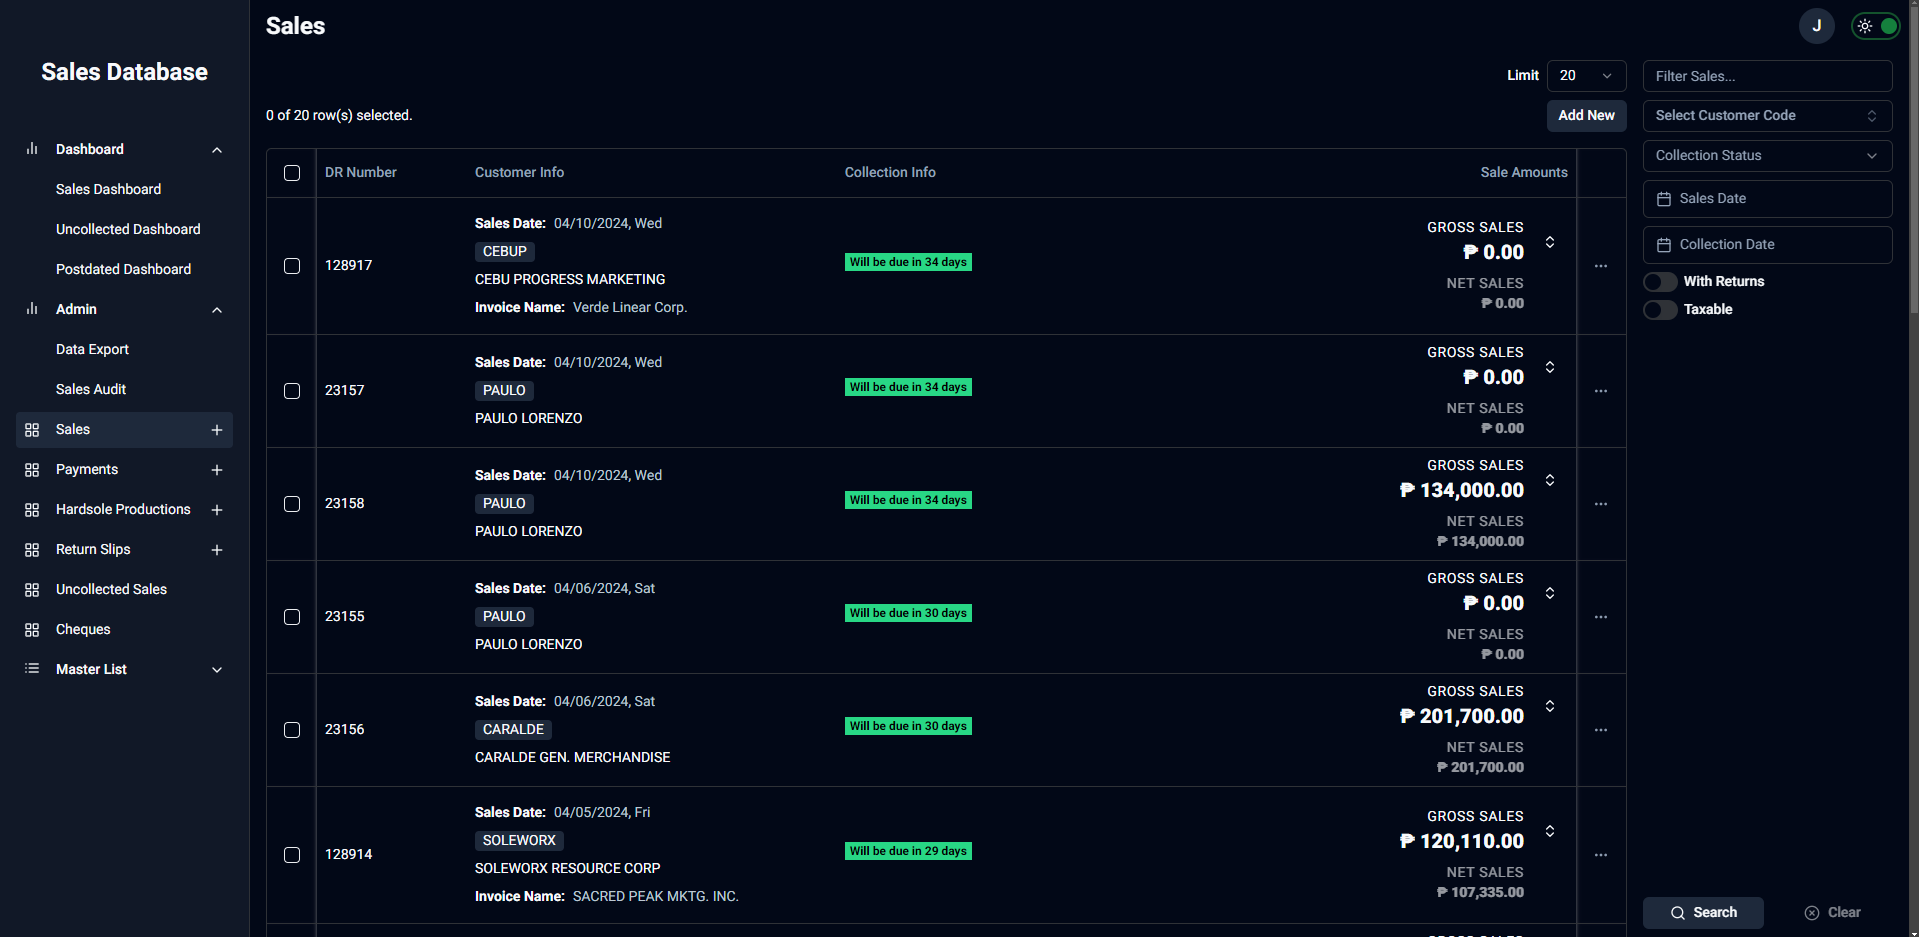 Sales Database
Dashboard
Sales Dashboard
Uncollected Dashboard
Postdated Dashboard
Admin
Data Export
Sales Audit
Sales
Payments
Hardsole Productions
Return Slips
Uncollected Sales
Cheques
Master List
Sales
J
Limit 20
0 of 20 row(s) selected.
Add New
DR Number Customer Info Collection Info Sale Amounts
128917
Sales Date: 04/10/2024, Wed
CEBUP
CEBU PROGRESS MARKETING
Invoice Name: Verde Linear Corp.
Will be due in 34 days
GROSS SALES
₱ 0.00
NET SALES
₱ 0.00
...
23157
Sales Date: 04/10/2024, Wed
PAULO
PAULO LORENZO
Will be due in 34 days
GROSS SALES
₱ 0.00
NET SALES
₱ 0.00
...
23158
Sales Date: 04/10/2024, Wed
PAULO
PAULO LORENZO
Will be due in 34 days
GROSS SALES
₱ 134,000.00
NET SALES
₱ 134,000.00
...
23155
Sales Date: 04/06/2024, Sat
PAULO
PAULO LORENZO
Will be due in 30 days
GROSS SALES
₱ 0.00
NET SALES
₱ 0.00
...
23156
Sales Date: 04/06/2024, Sat
CARALDE
CARALDE GEN. MERCHANDISE
Will be due in 30 days
GROSS SALES
₱ 201,700.00
NET SALES
₱ 201,700.00
...
128914
Sales Date: 04/05/2024, Fri
SOLEWORX
SOLEWORX RESOURCE CORP
Invoice Name: SACRED PEAK MKTG. INC.
Will be due in 29 days
GROSS SALES
₱ 120,110.00
NET SALES
₱ 107,335.00
...
Filter Sales...
Select Customer Code
Collection Status
Sales Date
Collection Date
With Returns
Taxable
Search
Clear